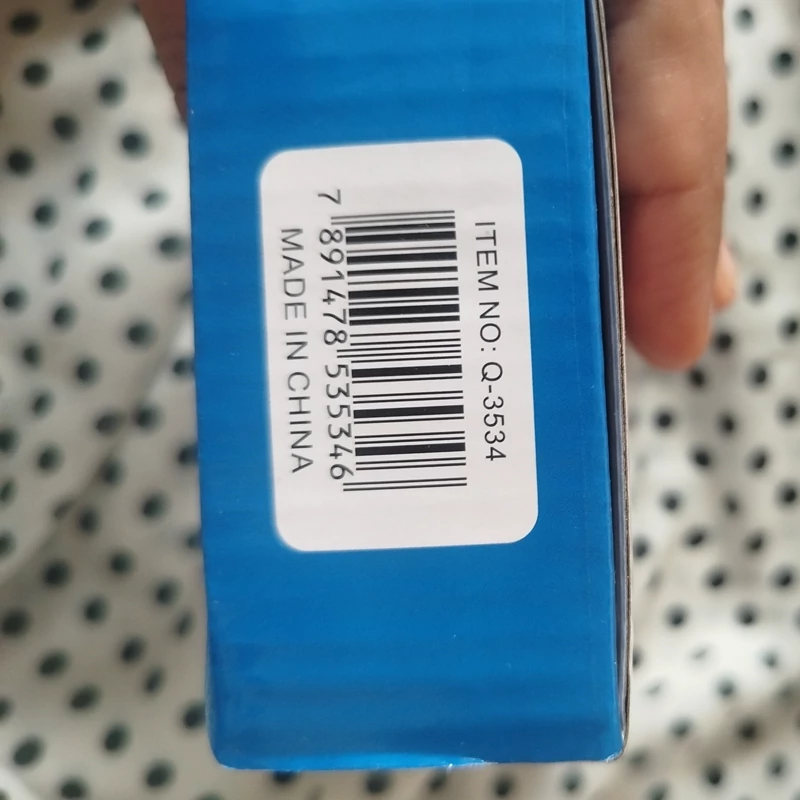 ITEM NO: Q-3534
7 891478 535346
MADE IN CHINA